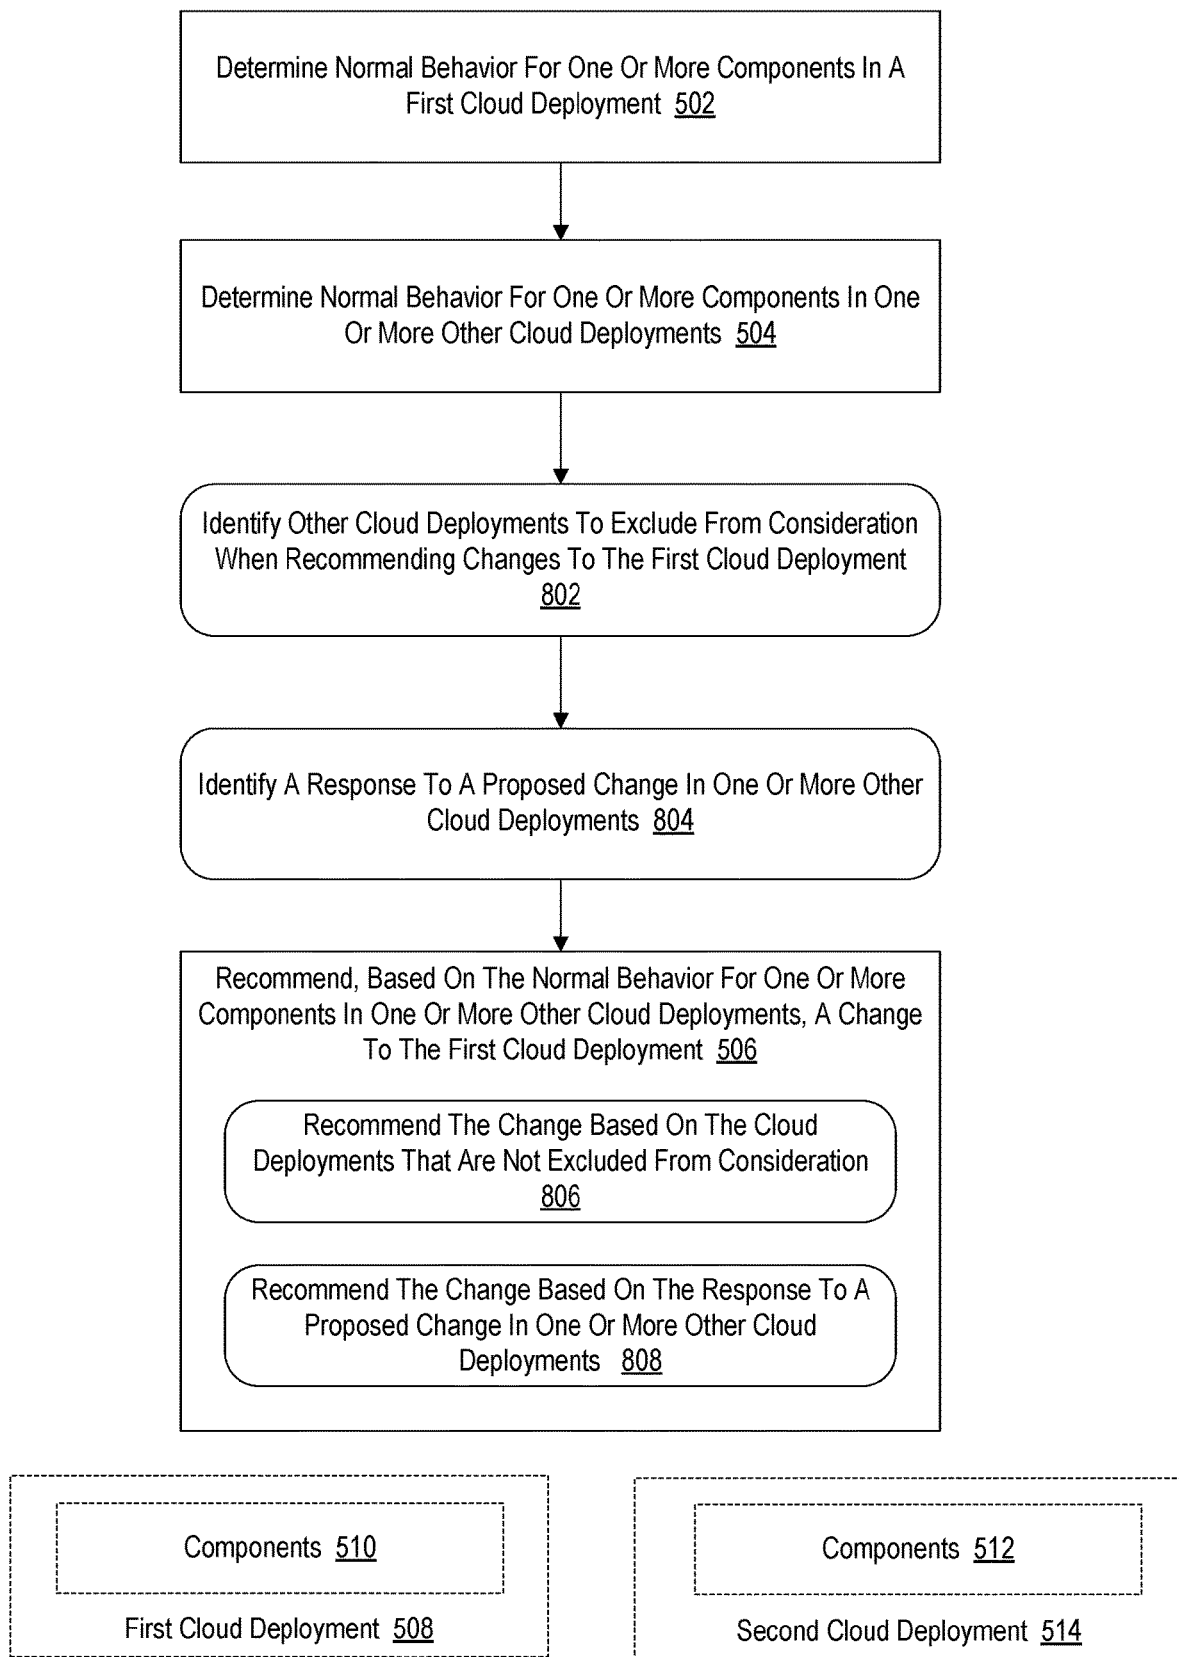 Determine Normal Behavior For One Or More Components In A
First Cloud Deployment 502
Determine Normal Behavior For One Or More Components In One
Or More Other Cloud Deployments 504
Identify Other Cloud Deployments To Exclude From Consideration
When Recommending Changes To The First Cloud Deployment
802
Identify A Response To A Proposed Change In One Or More Other
Cloud Deployments 804
Recommend, Based On The Normal Behavior For One Or More
Components In One Or More Other Cloud Deployments, A Change
To The First Cloud Deployment 506
Recommend The Change Based On The Cloud
Deployments That Are Not Excluded From Consideration
806
Recommend The Change Based On The Response To A
Proposed Change In One Or More Other Cloud
Deployments 808
Components 510
First Cloud Deployment 508
Components 512
Second Cloud Deployment 514